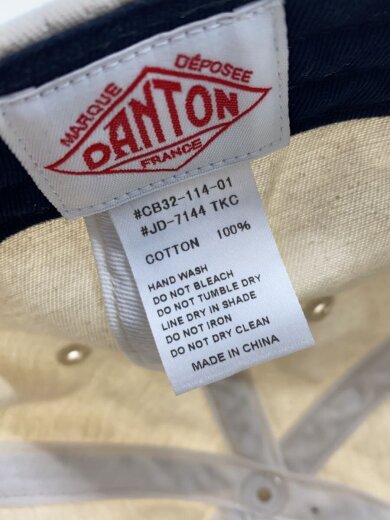 MARQUE DÉPOSÉE
DANTON
FRANCE
#CB32-114-01
#JD-7144 TKC
COTTON 100%
HAND WASH
DO NOT BLEACH
DO NOT TUMBLE DRY
LINE DRY IN SHADE
DO NOT IRON
DO NOT DRY CLEAN
MADE IN CHINA